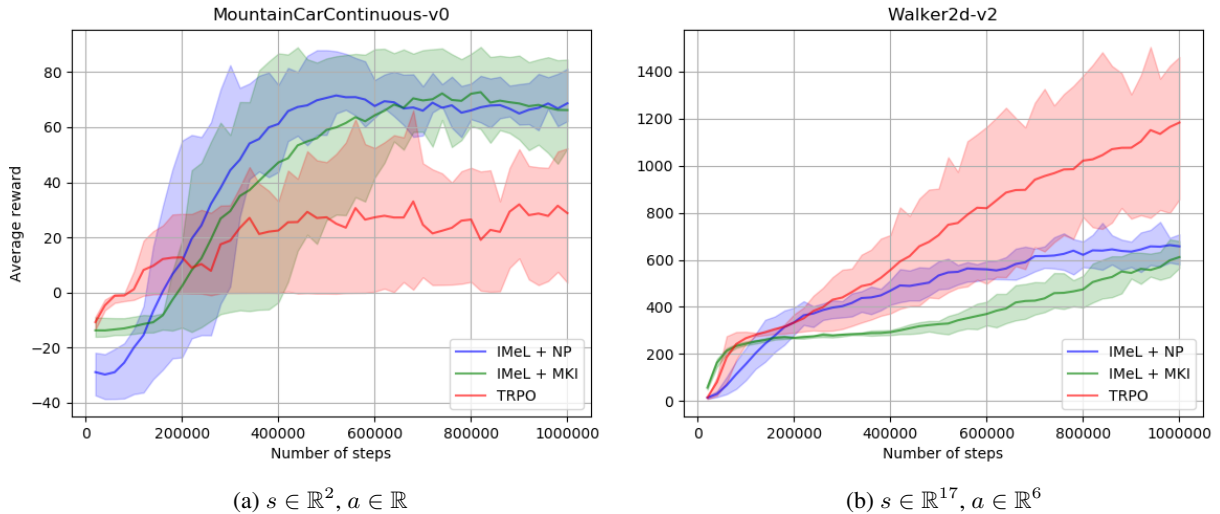 MountainCarContinuous-v0
Average reward
80
60
40
20
0
−20
−40
0 200000 400000 600000 800000 1000000
Number of steps
IMeL + NP
IMeL + MKI
TRPO
(a) s ∈ ℝ², a ∈ ℝ
Walker2d-v2
1400
1200
1000
800
600
400
200
0
0 200000 400000 600000 800000 1000000
Number of steps
IMeL + NP
IMeL + MKI
TRPO
(b) s ∈ ℝ¹⁷, a ∈ ℝ⁶